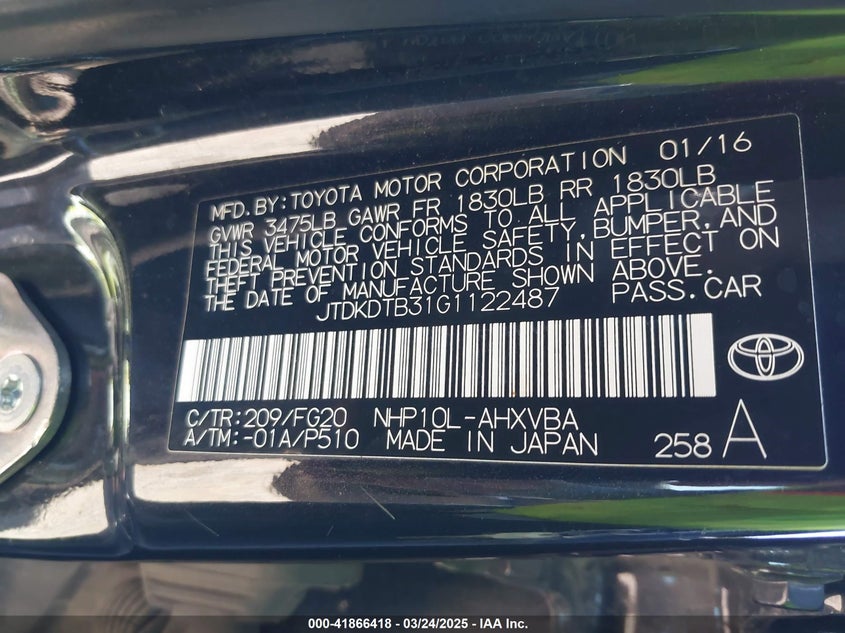 MFD.BY:TOYOTA MOTOR CORPORATION 01/16
GVWR 3475LB GAWR FR 1830LB RR 1830LB
THIS VEHICLE CONFORMS TO ALL APPLICABLE
FEDERAL MOTOR VEHICLE SAFETY,BUMPER,AND
THEFT PREVENTION STANDARDS IN EFFECT ON
THE DATE OF MANUFACTURE SHOWN ABOVE.
JTDKDTB31G1122487 PASS.CAR
C/TR:209/FG20 NHP10L-AHXVBA
A/TM:-01A/P510 MADE IN JAPAN 258 A
000-41866418 - 03/24/2025 - IAA Inc.